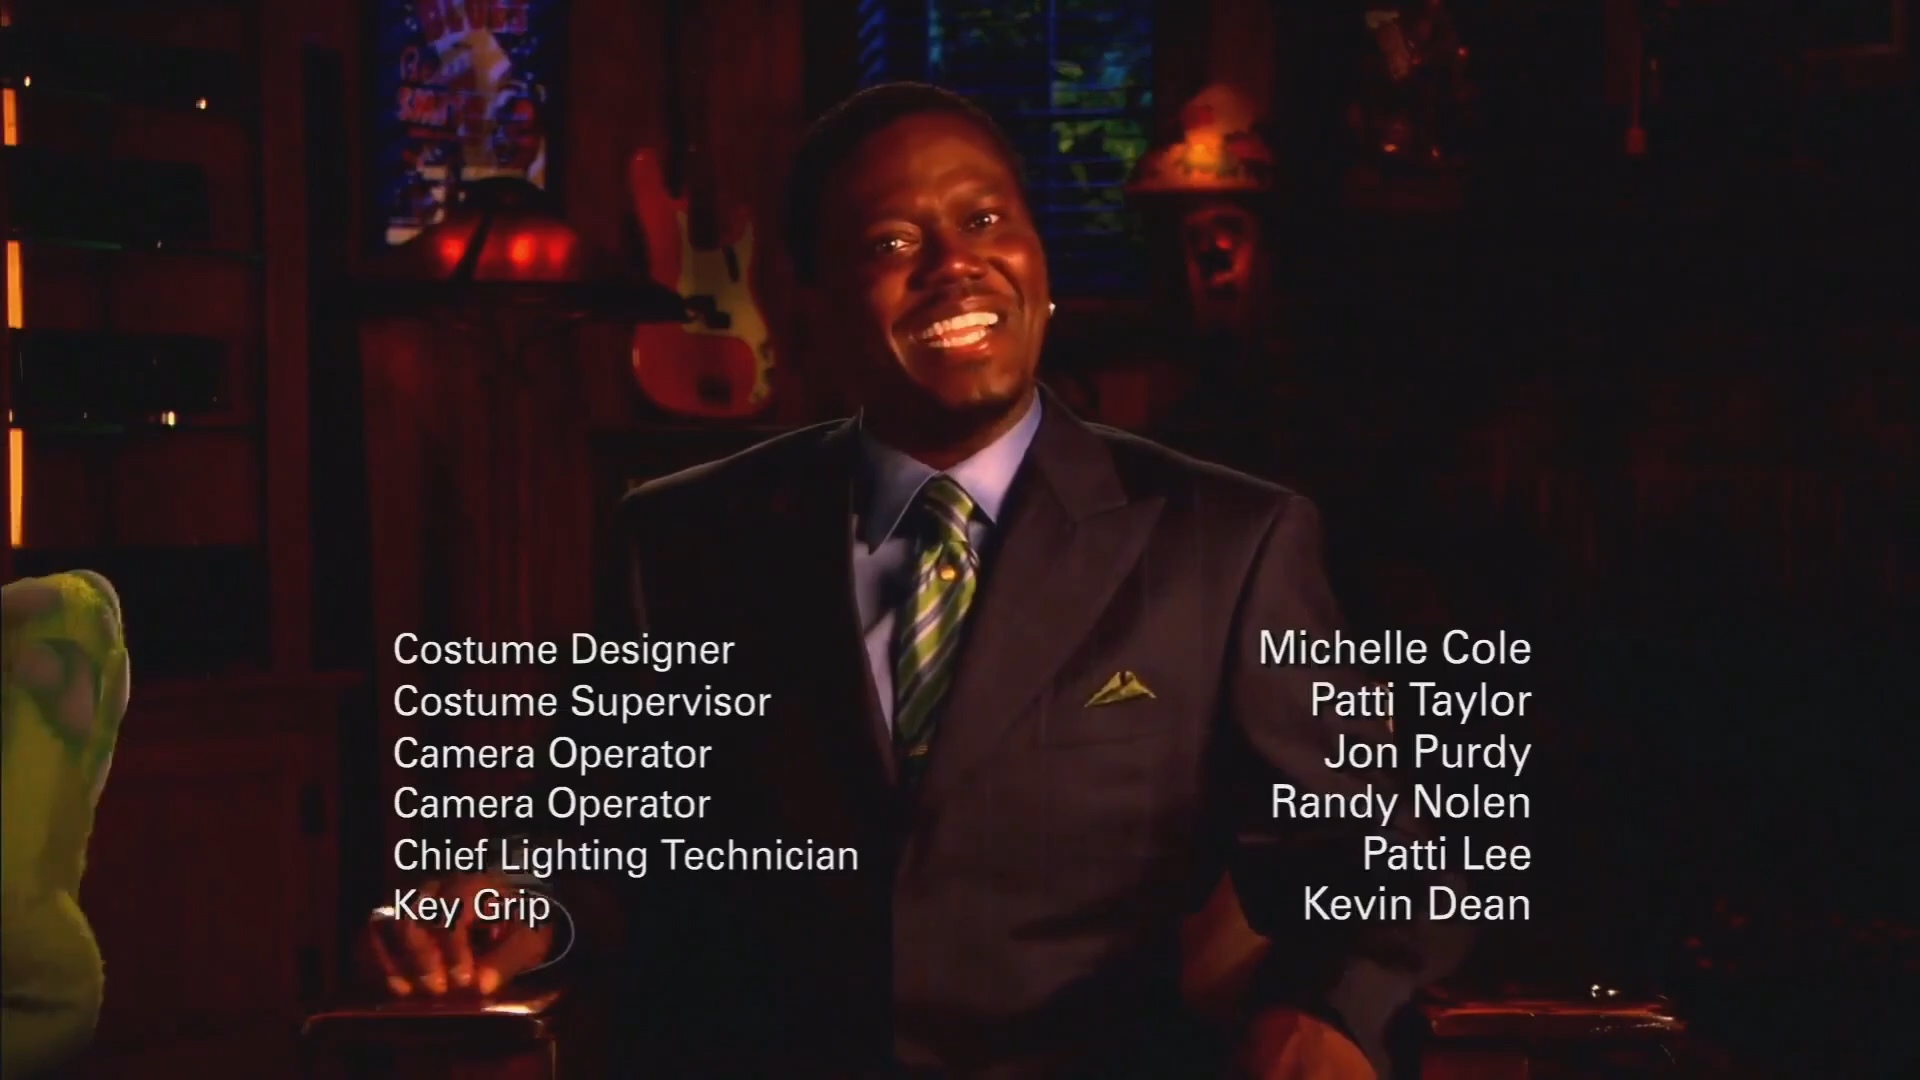 BLUES
Costume Designer Michelle Cole
Costume Supervisor Patti Taylor
Camera Operator Jon Purdy
Camera Operator Randy Nolen
Chief Lighting Technician Patti Lee
Key Grip Kevin Dean